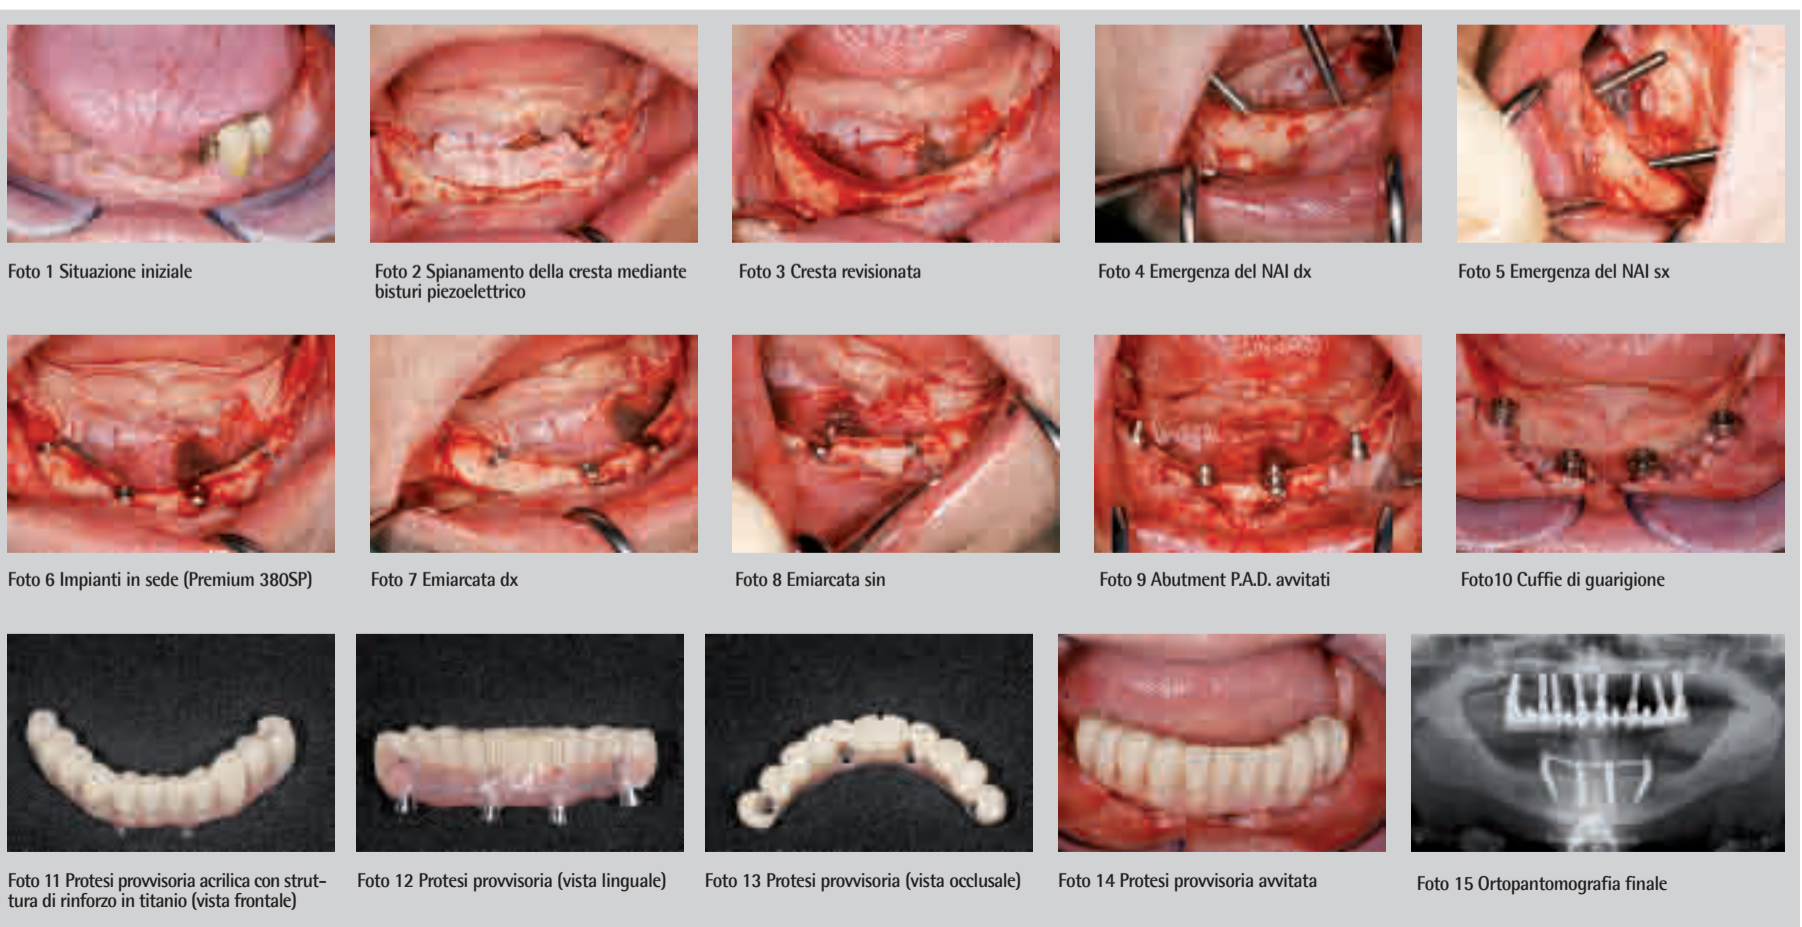 Foto 1 Situazione iniziale
Foto 2 Spianamento della cresta mediante
bisturi piezoelettrico
Foto 3 Cresta revisionata
Foto 4 Emergenza del NAI dx
Foto 5 Emergenza del NAI sx
Foto 6 Impianti in sede (Premium 380SP)
Foto 7 Emiarcata dx
Foto 8 Emiarcata sin
Foto 9 Abutment P.A.D. avvitati
Foto10 Cuffie di guarigione
Foto 11 Protesi provvisoria acrilica con strut-
tura di rinforzo in titanio (vista frontale)
Foto 12 Protesi provvisoria (vista linguale)
Foto 13 Protesi provvisoria (vista occlusale)
Foto 14 Protesi provvisoria avvitata
Foto 15 Ortopantomografia finale